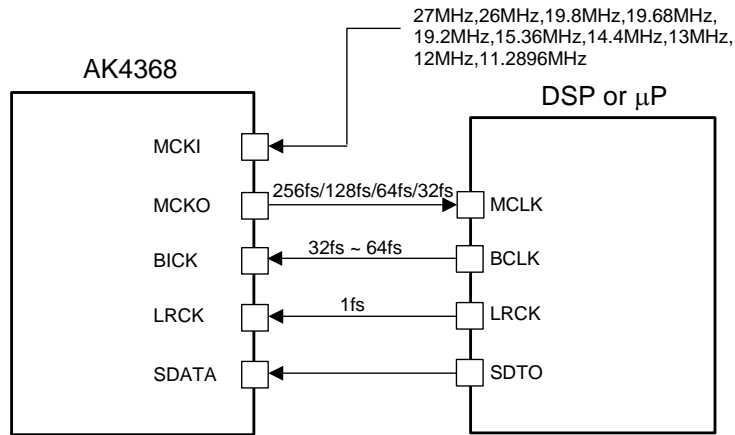 27MHz,26MHz,19.8MHz,19.68MHz,
19.2MHz,15.36MHz,14.4MHz,13MHz,
12MHz,11.2896MHz
AK4368
DSP or μP
MCKI
MCKO
256fs/128fs/64fs/32fs
MCLK
BICK
32fs ~ 64fs
BCLK
LRCK
1fs
LRCK
SDATA
SDTO